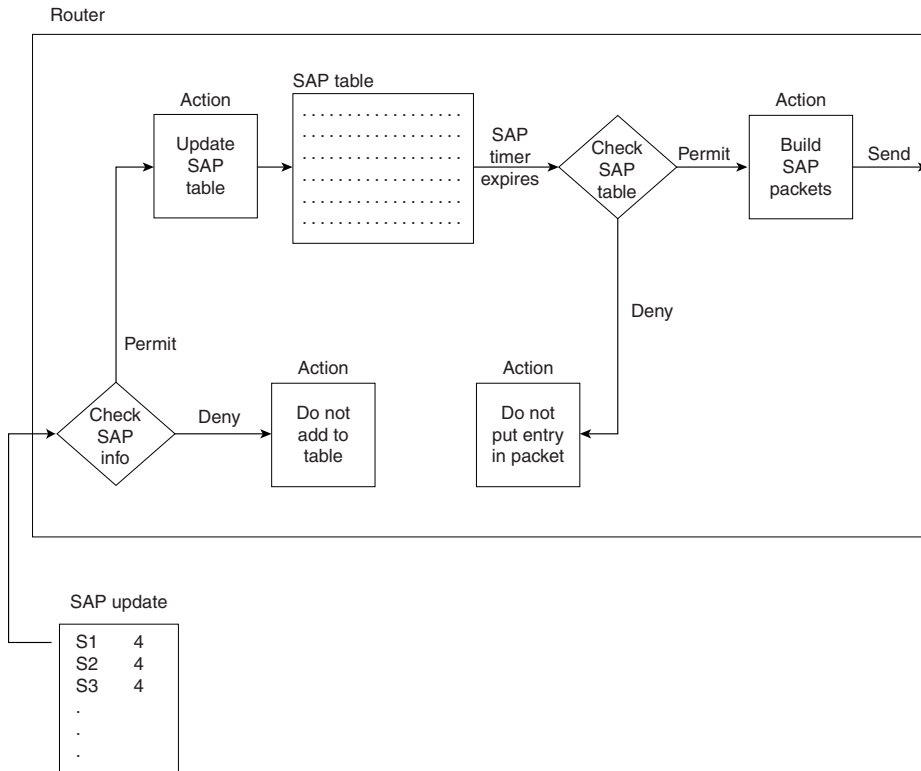 Router
SAP table
Action
Update
SAP
table
. . . . . . . . . . . . . . . . . .
. . . . . . . . . . . . . . . . . .
. . . . . . . . . . . . . . . . . .
. . . . . . . . . . . . . . . . . .
. . . . . . . . . . . . . . . . . .
. . . . . . . . . . . . . . . . . .
SAP
timer
expires
Check
SAP
table
Permit
Action
Build
SAP
packets
Send
Deny
Permit
Check
SAP
info
Deny
Action
Do not
add to
table
Action
Do not
put entry
in packet
SAP update
S1 4
S2 4
S3 4
.
.
.